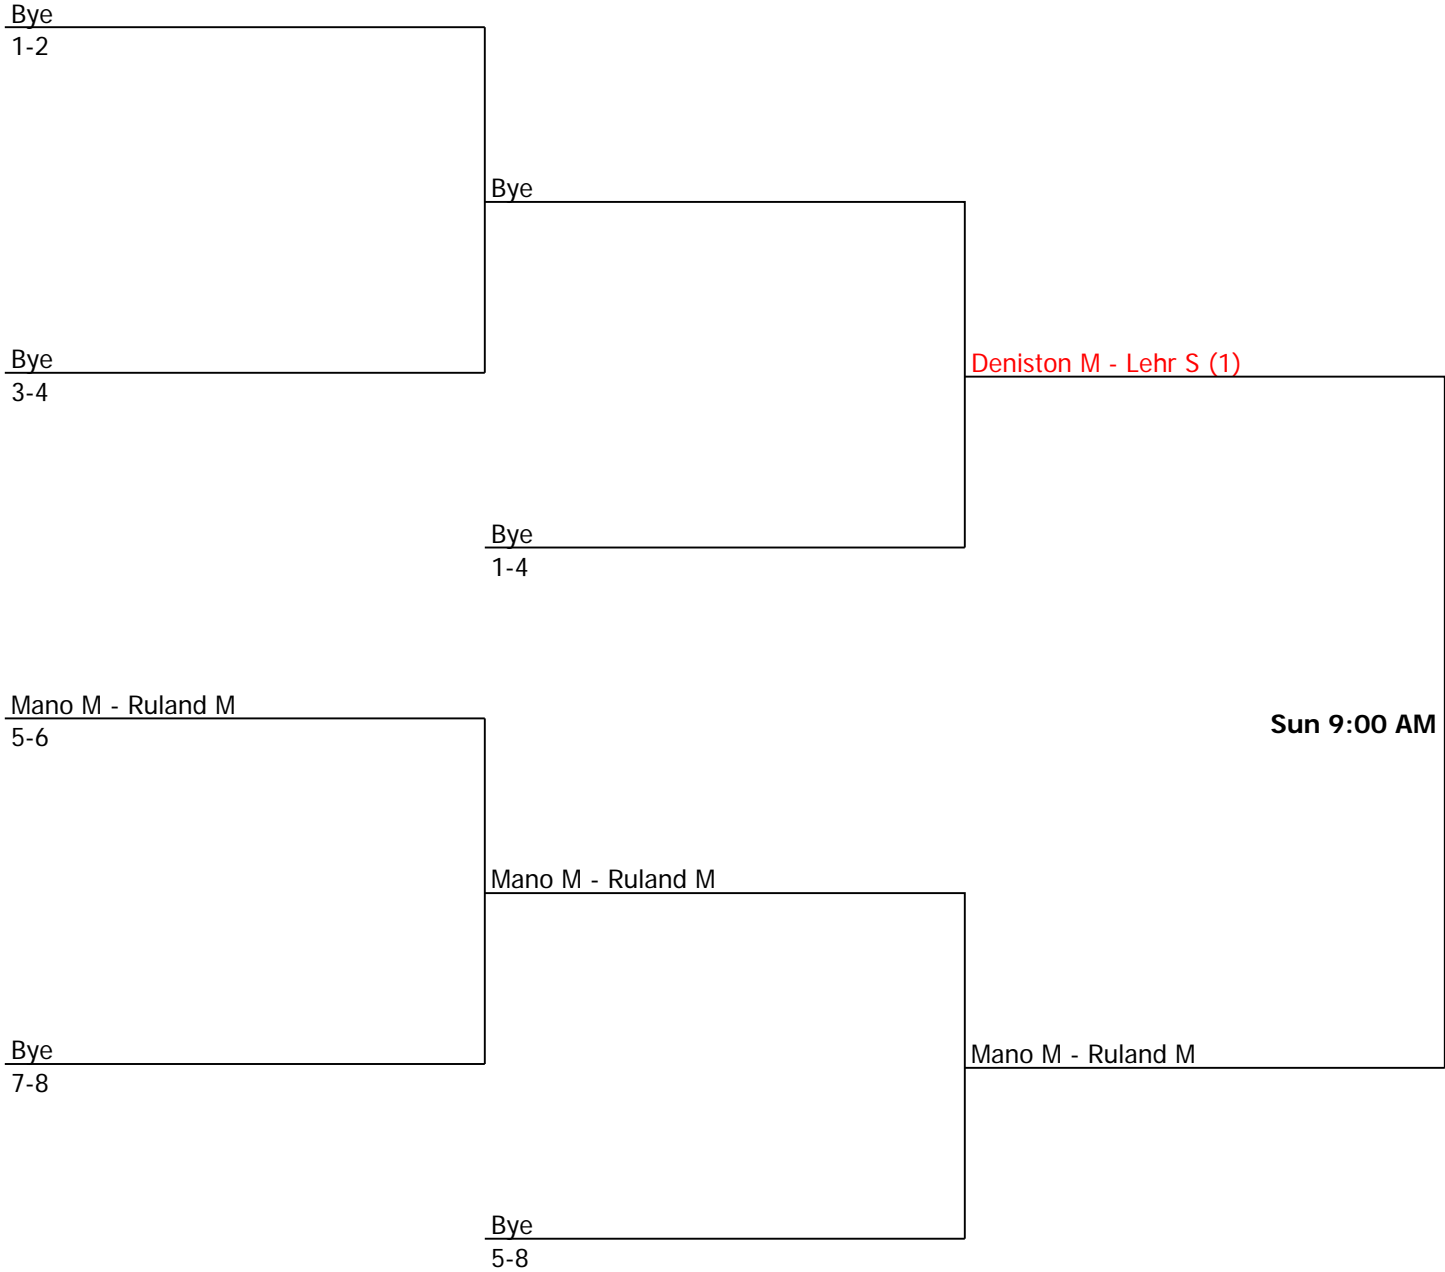 Bye
1-2
Bye
Bye
3-4
Deniston M - Lehr S (1)
Bye
1-4
Mano M - Ruland M
5-6
Sun 9:00 AM
Mano M - Ruland M
Bye
7-8
Mano M - Ruland M
Bye
5-8